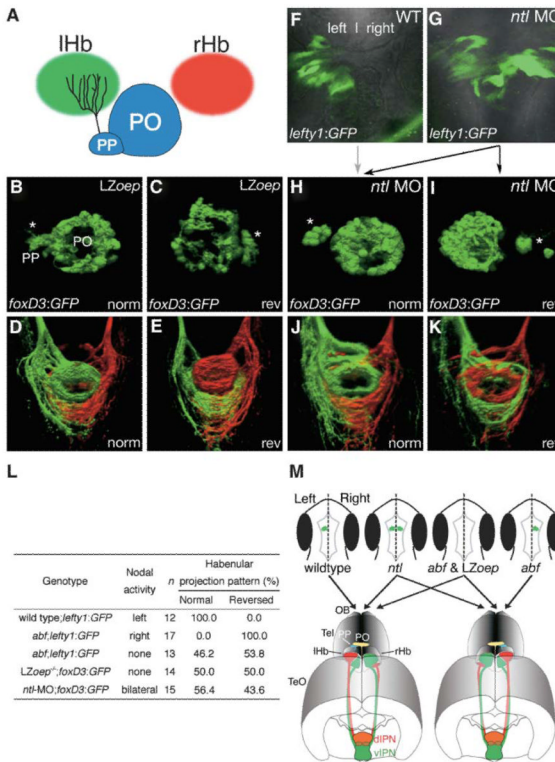 A
lHb
rHb
PO
PP
F
WT
left | right
lefty1:GFP
G
ntl MO
lefty1:GFP
B
LZoep
*
PO
PP
foxD3:GFP
norm
C
LZoep
*
foxD3:GFP
rev
H
ntl MO
*
foxD3:GFP
norm
I
ntl MO
*
foxD3:GFP
rev
D
norm
E
rev
J
norm
K
rev
L
Genotype Nodal activity n Habenular projection pattern (%)
Normal Reversed
wild type;lefty1:GFP left 12 100.0 0.0
abf;lefty1:GFP right 17 0.0 100.0
abf;lefty1:GFP none 13 46.2 53.8
LZoep-/-;foxD3:GFP none 14 50.0 50.0
ntl-MO;foxD3:GFP bilateral 15 56.4 43.6
M
Left Right
wildtype ntl abf & LZoep abf
OB
Tel PP PO
lHb rHb
TeO
dIPN
vIPN